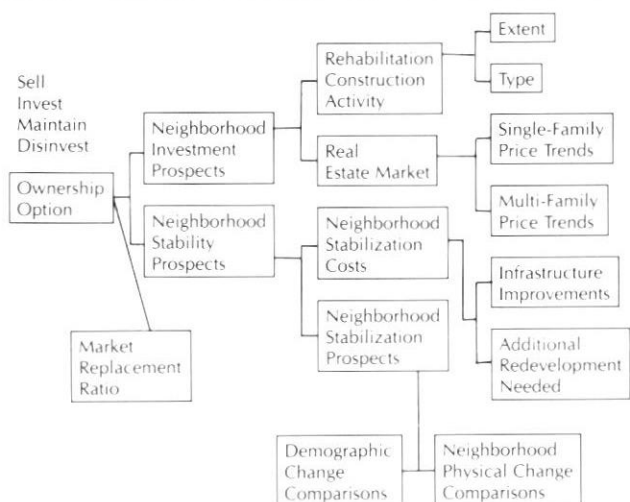 Sell
Invest
Maintain
Disinvest
Ownership
Option
Market
Replacement
Ratio
Neighborhood
Investment
Prospects
Neighborhood
Stability
Prospects
Rehabilitation
Construction
Activity
Real
Estate Market
Neighborhood
Stabilization
Costs
Neighborhood
Stabilization
Prospects
Extent
Type
Single-Family
Price Trends
Multi-Family
Price Trends
Infrastructure
Improvements
Additional
Redevelopment
Needed
Demographic
Change
Comparisons
Neighborhood
Physical Change
Comparisons